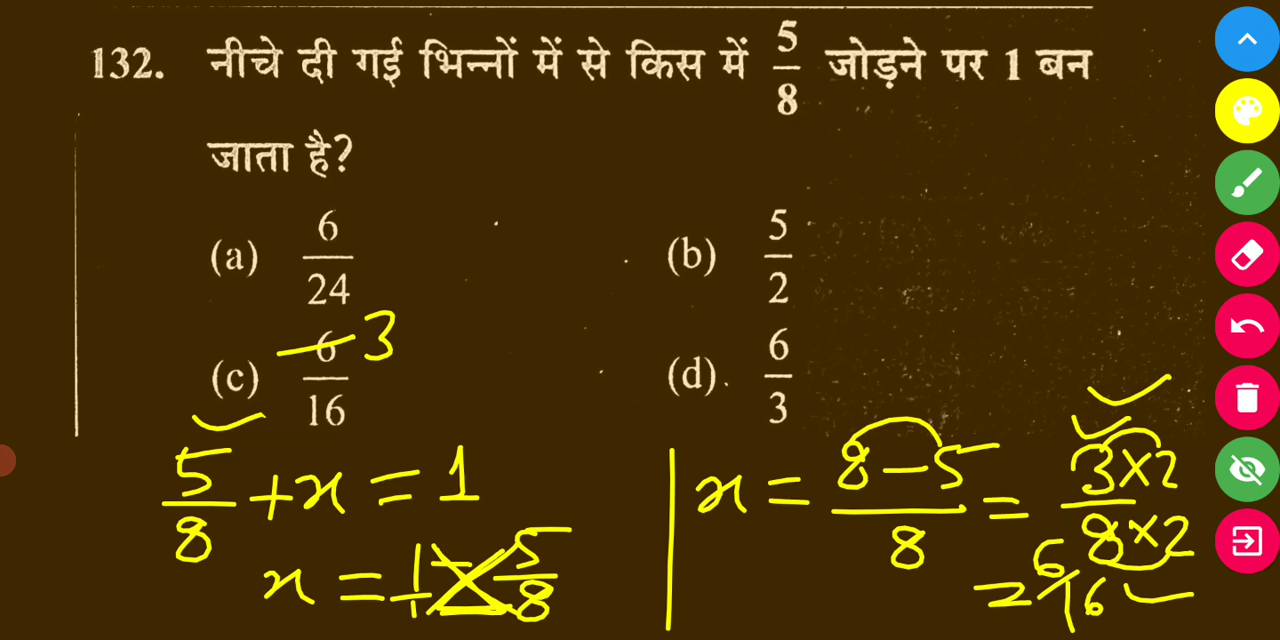 132. नीचे दी गई भिन्नों में से किस में 5/8 जोड़ने पर 1 बन
जाता है?
(a) 6/24 (b) 5/2
(c) 6/16 3 (d). 6/3
5/8 + x = 1
x = 1/1 - 5/8
x = 8-5/8 = 3×2/8×2
= 6/16